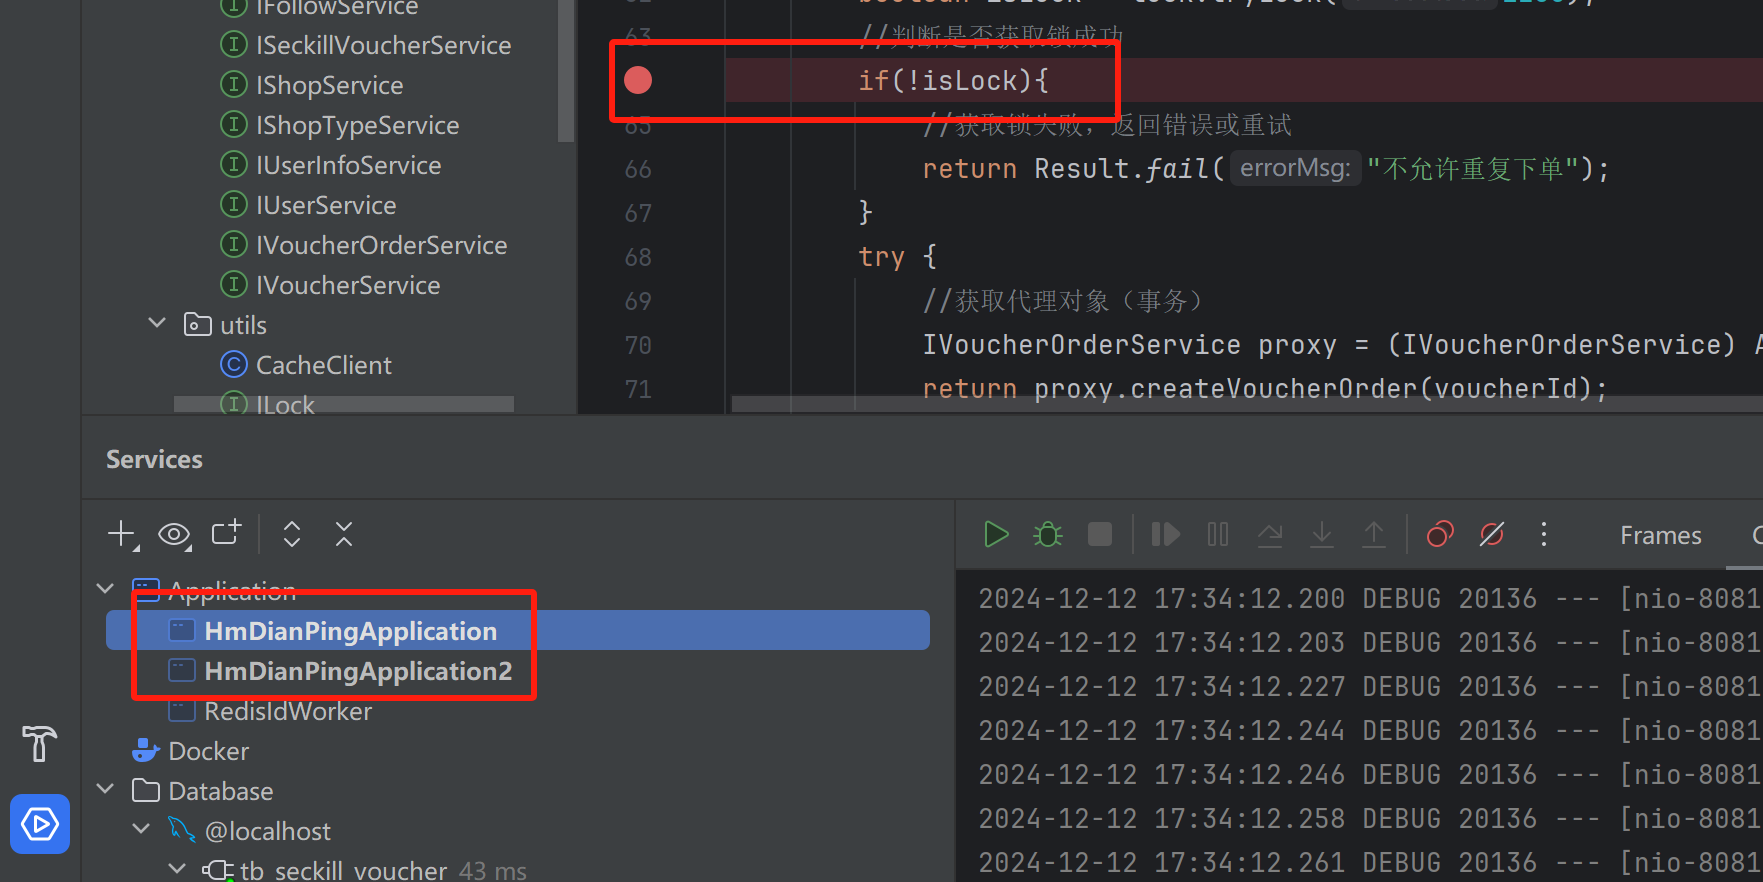 IFollowService
ISeckillVoucherService
IShopService
IShopTypeService
IUserInfoService
IUserService
IVoucherOrderService
IVoucherService
utils
CacheClient
ILock
63 //判断是否获取锁成功
if(!isLock){
65 //获取锁失败，返回错误或重试
66 return Result.fail( errorMsg: "不允许重复下单");
67 }
68 try {
69 //获取代理对象（事务）
70 IVoucherOrderService proxy = (IVoucherOrderService) A
71 return proxy.createVoucherOrder(voucherId);
Services
Frames
Application
HmDianPingApplication
HmDianPingApplication2
RedisIdWorker
Docker
Database
@localhost
tb_seckill_voucher 43 ms
2024-12-12 17:34:12.200 DEBUG 20136 --- [nio-8081
2024-12-12 17:34:12.203 DEBUG 20136 --- [nio-8081
2024-12-12 17:34:12.227 DEBUG 20136 --- [nio-8081
2024-12-12 17:34:12.244 DEBUG 20136 --- [nio-8081
2024-12-12 17:34:12.246 DEBUG 20136 --- [nio-8081
2024-12-12 17:34:12.258 DEBUG 20136 --- [nio-8081
2024-12-12 17:34:12.261 DEBUG 20136 --- [nio-8081